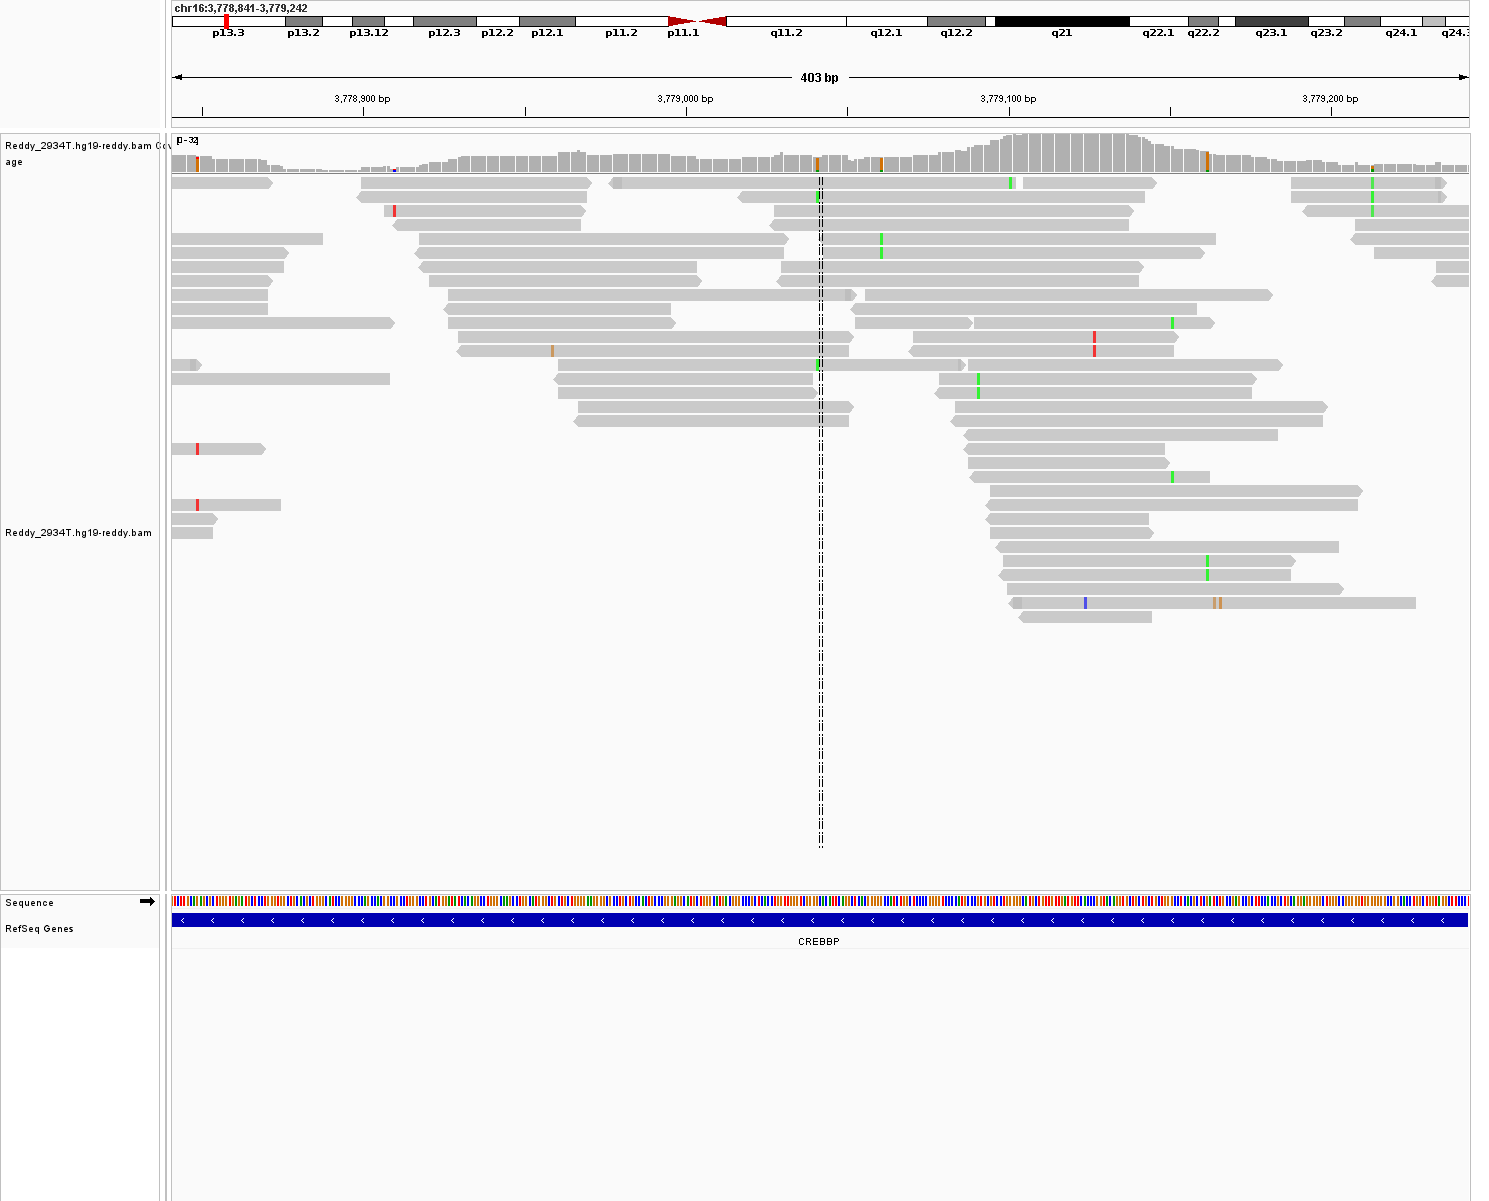 chr16:3,778,841-3,779,242
p13.3 p13.2 p13.12 p12.3 p12.2 p12.1 p11.2 p11.1 q11.2 q12.1 q12.2 q21 q22.1 q22.2 q23.1 q23.2 q24.1 q24.3
403 bp
3,778,900 bp 3,779,000 bp 3,779,100 bp 3,779,200 bp
Reddy_2934T.hg19-reddy.bam Cov
age
[0-32]
Reddy_2934T.hg19-reddy.bam
Sequence
RefSeq Genes
CREBBP